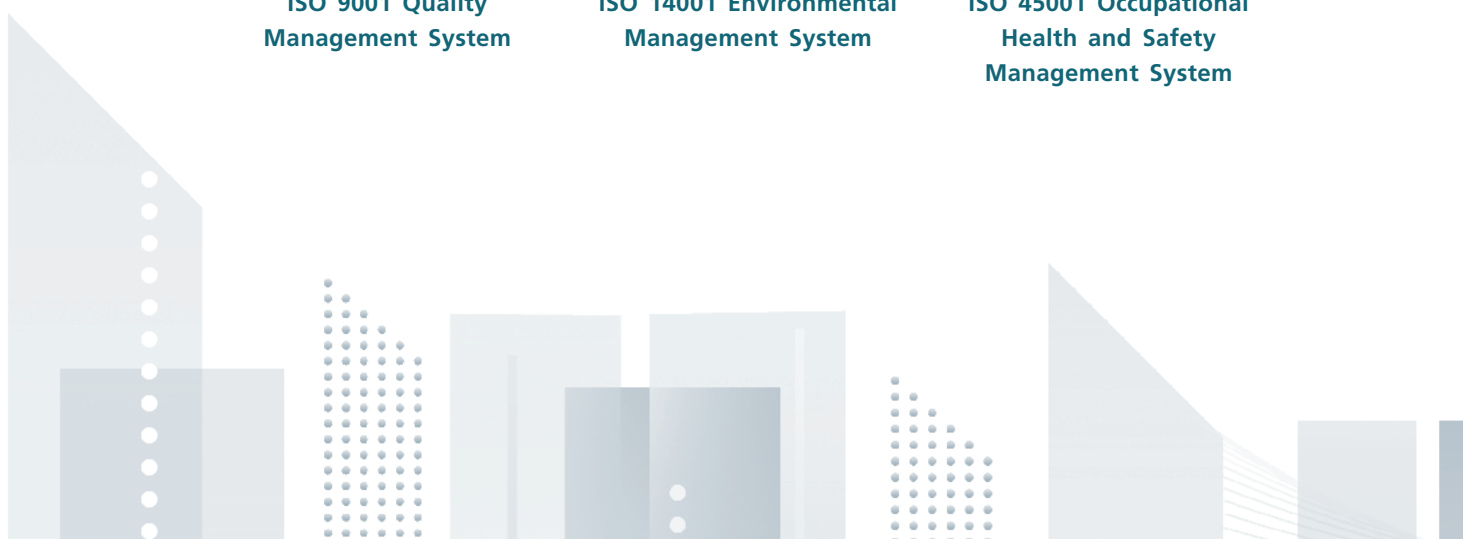 ISO 9001 Quality
Management System
ISO 14001 Environmental
Management System
ISO 45001 Occupational
Health and Safety
Management System